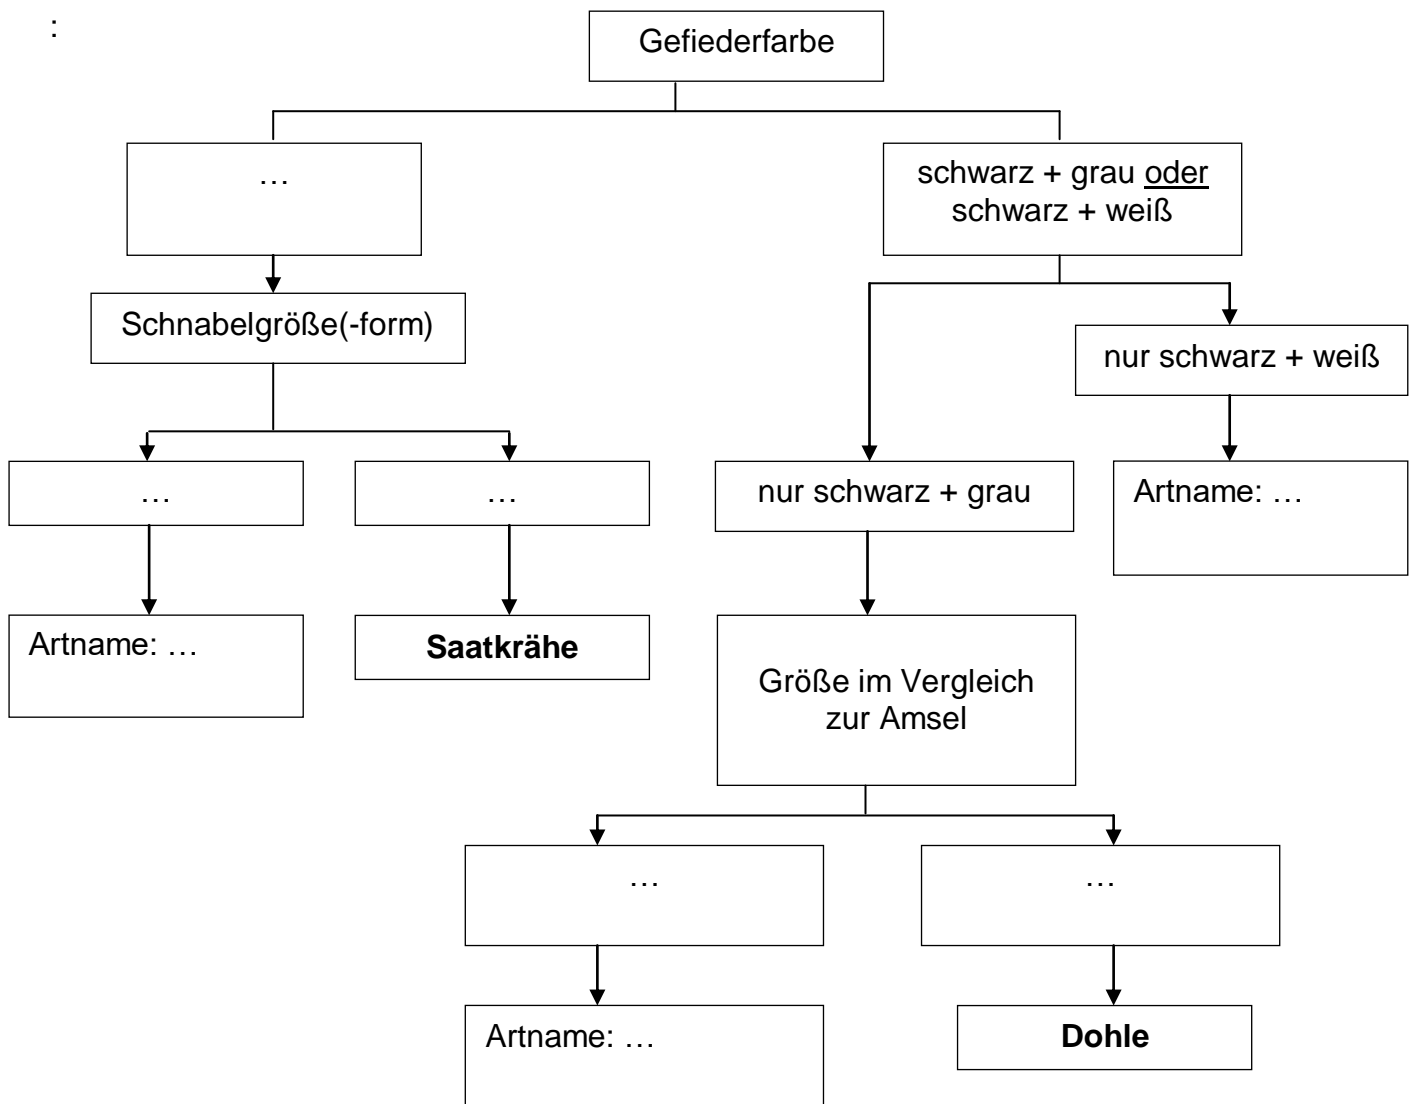 :
Gefiederfarbe
…
schwarz + grau oder
schwarz + weiß
Schnabelgröße(-form)
nur schwarz + weiß
…
…
nur schwarz + grau
Artname: …
Artname: …
Saatkrähe
Größe im Vergleich
zur Amsel
…
…
Artname: …
Dohle